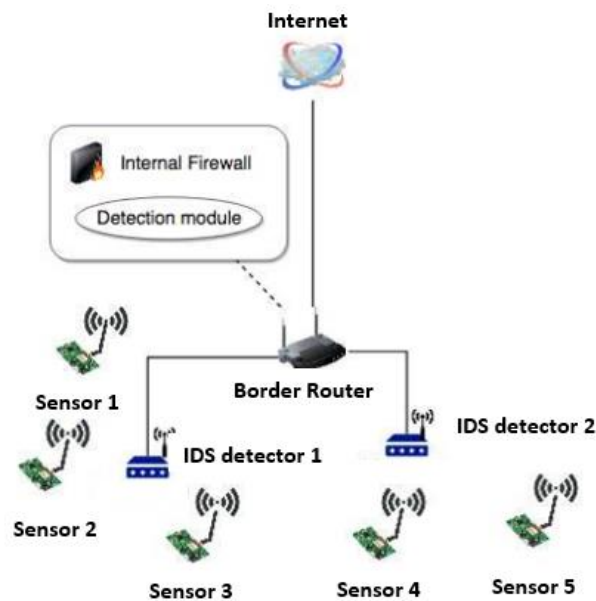 Internet
Internal Firewall
Detection module
Border Router
Sensor 1
IDS detector 2
IDS detector 1
Sensor 2
Sensor 3
Sensor 4
Sensor 5